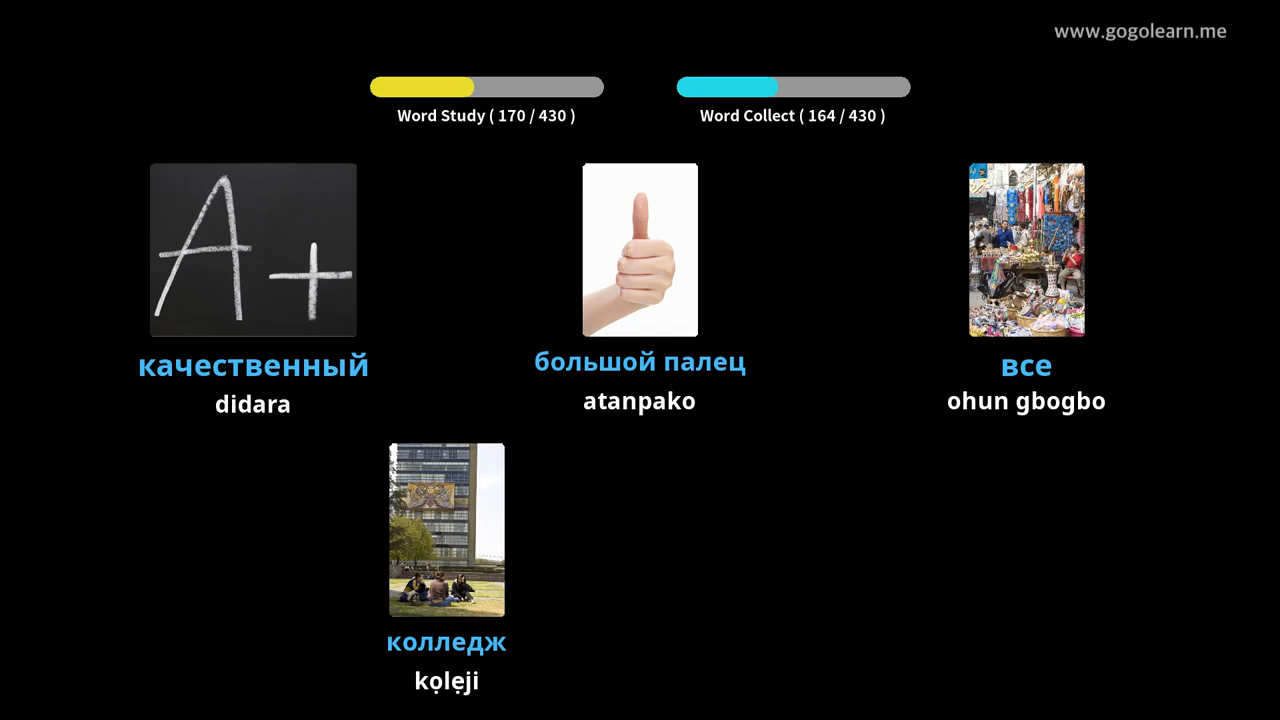 www.gogolearn.me
Word Study ( 170 / 430 )
Word Collect ( 164 / 430 )
A+
качественный
didara
большой палец
atanpako
все
ohun gbogbo
колледж
kọlẹji